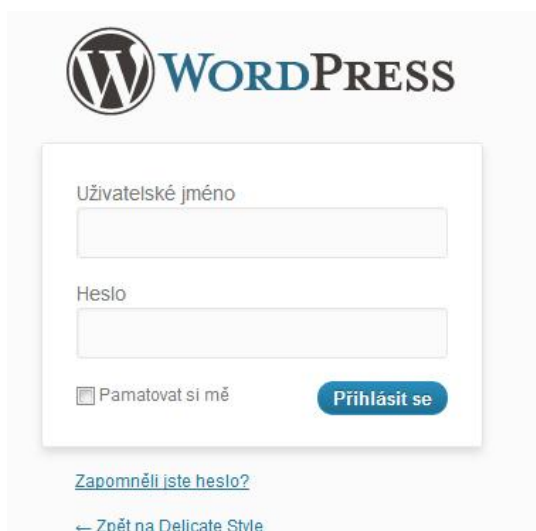 WORDPRESS
Uživatelské jméno
Heslo
Pamatovat si mě
Přihlásit se
Zapomněli jste heslo?
← Zpět na Delicate Style